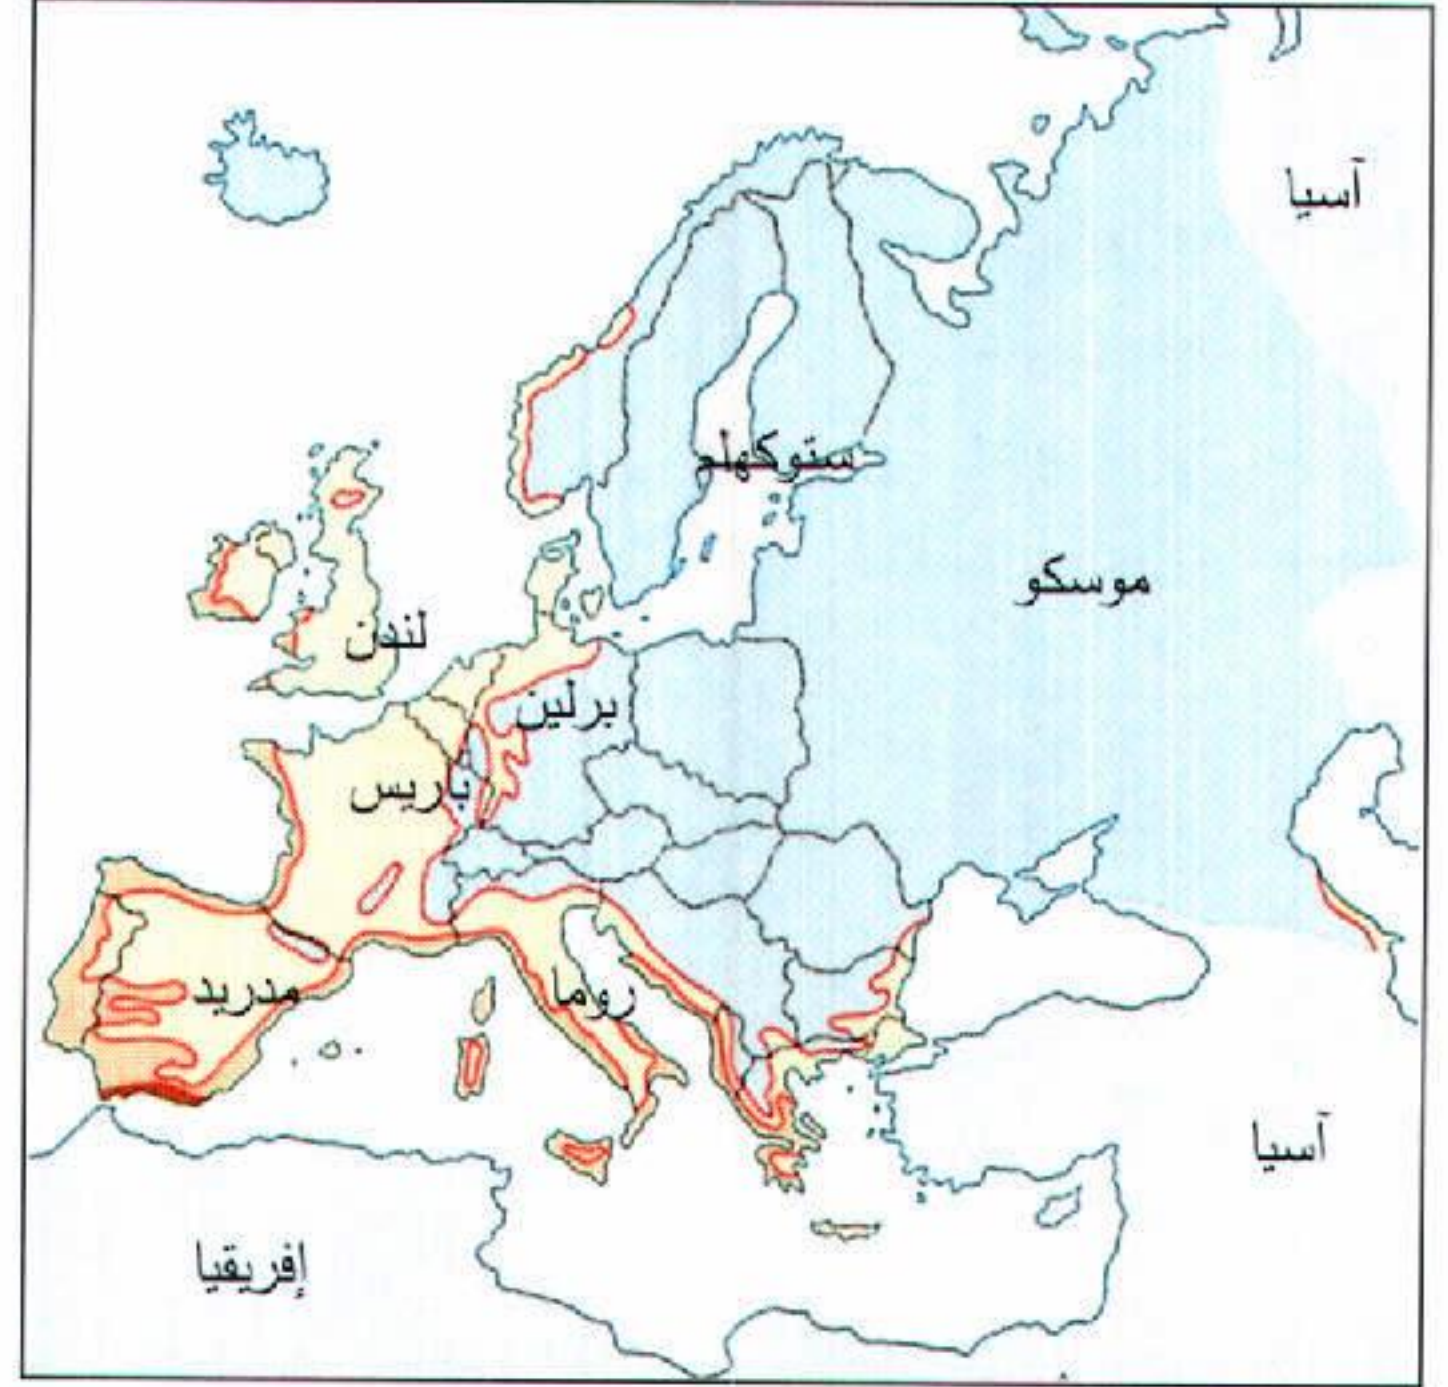 آسيا
ستوكهلم
موسكو
لندن
برلين
باريس
مدريد
روما
آسيا
إفريقيا